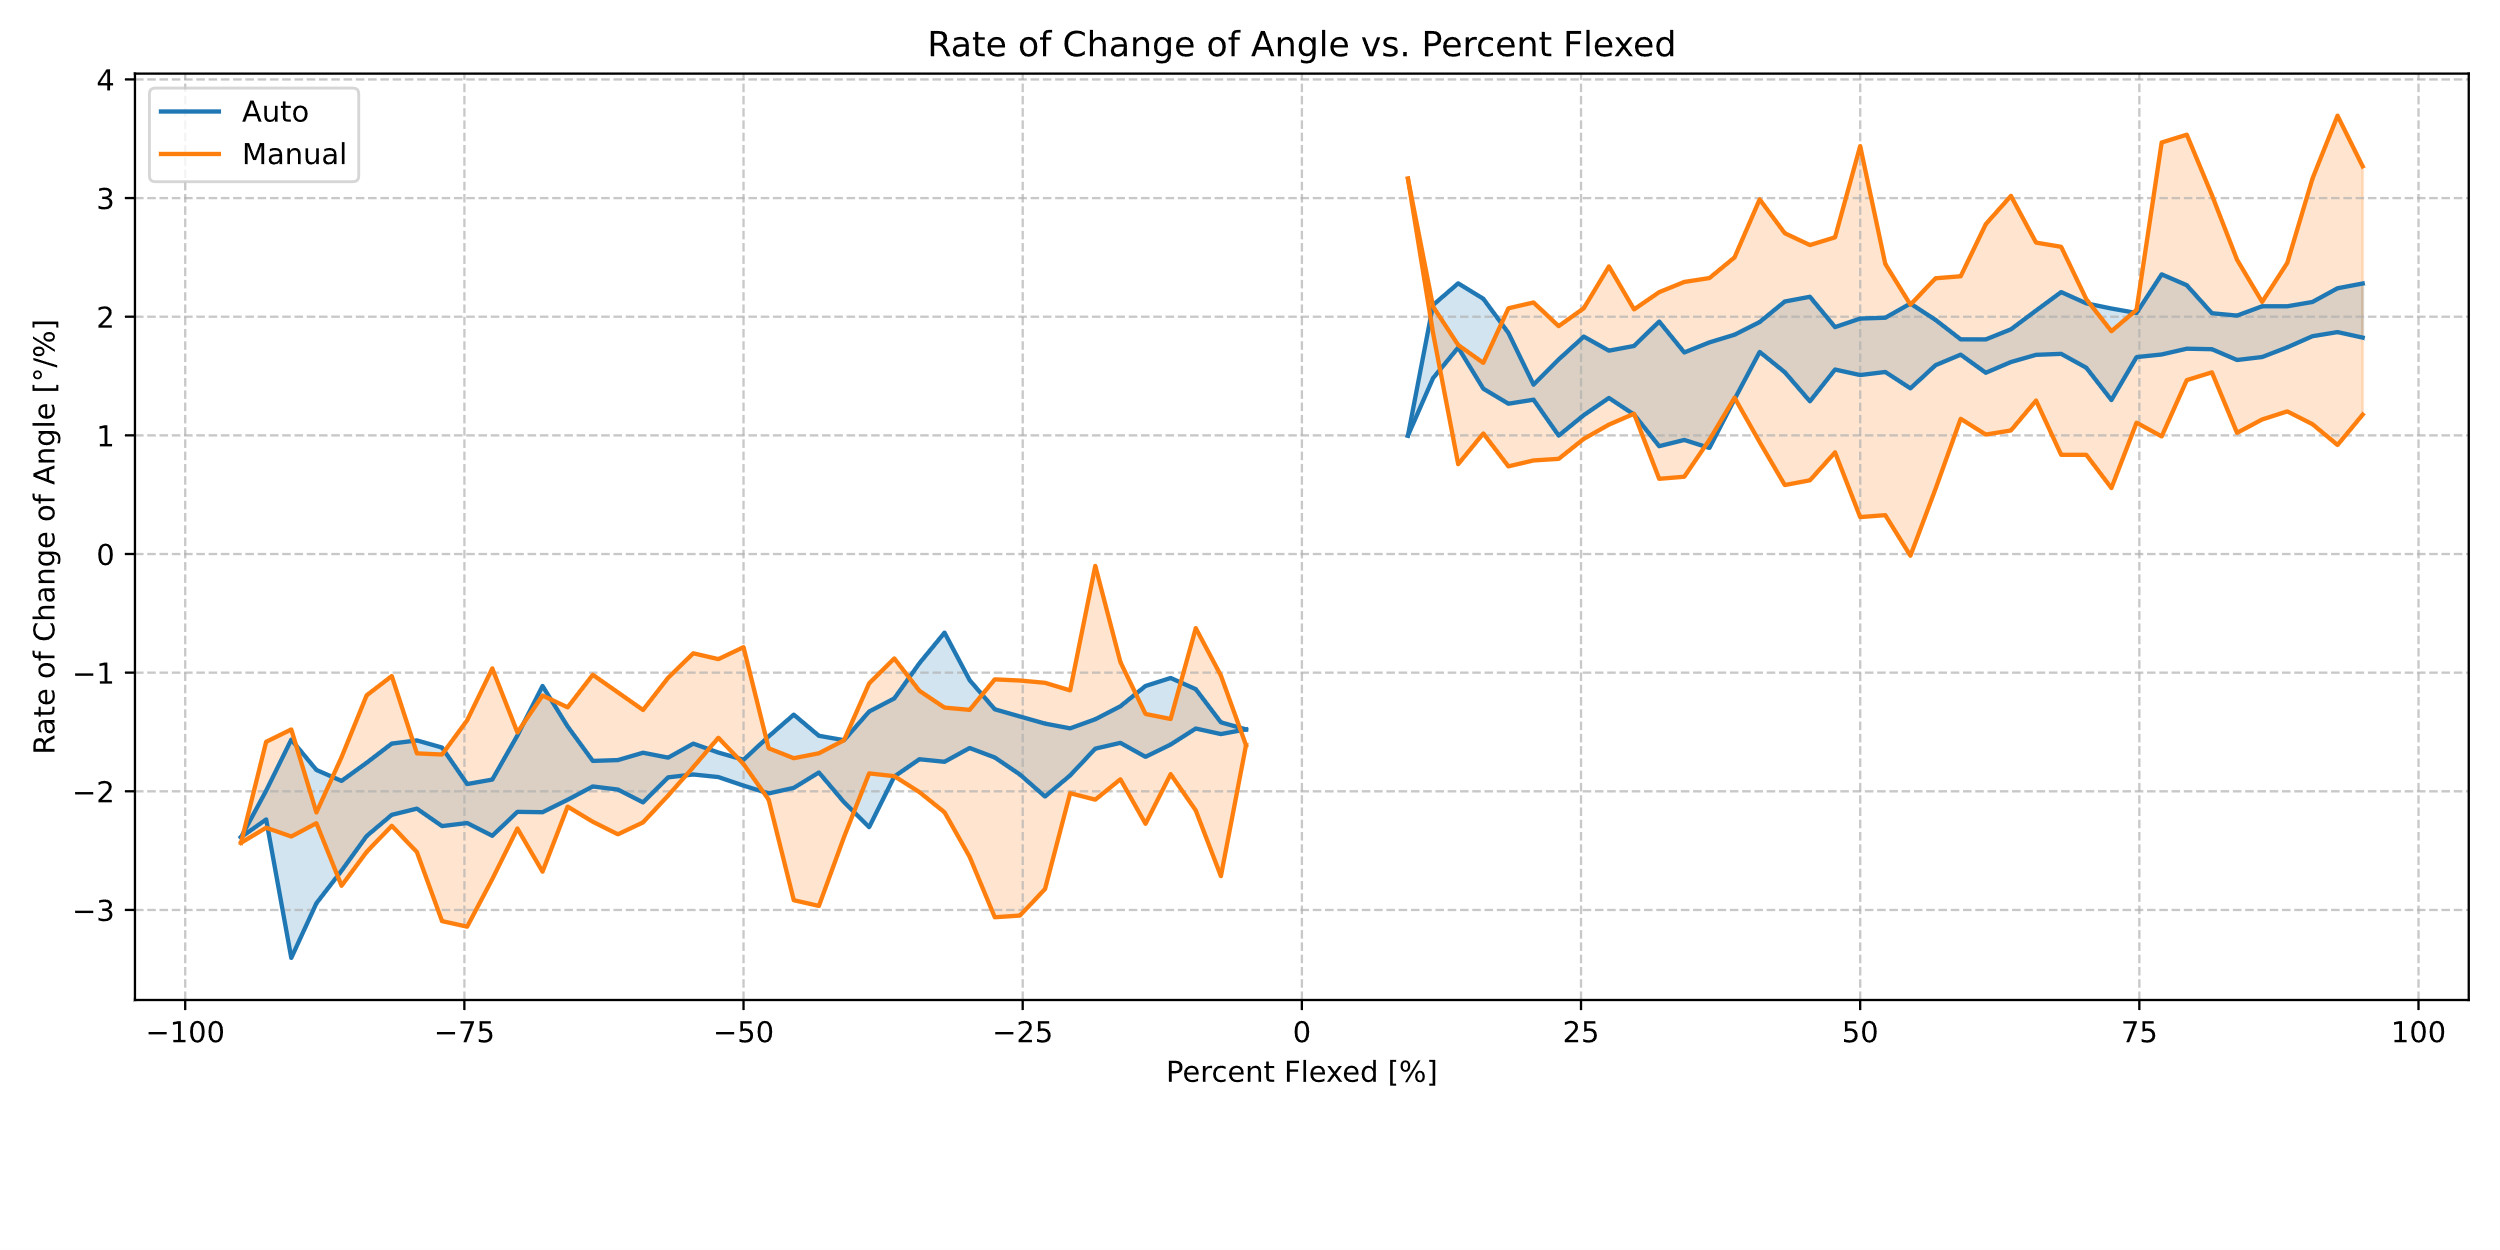 Rate of Change of Angle vs. Percent Flexed
Auto
Manual
4
3
2
1
0
−1
−2
−3
Rate of Change of Angle [°/%]
−100 −75 −50 −25 0 25 50 75 100
Percent Flexed [%]